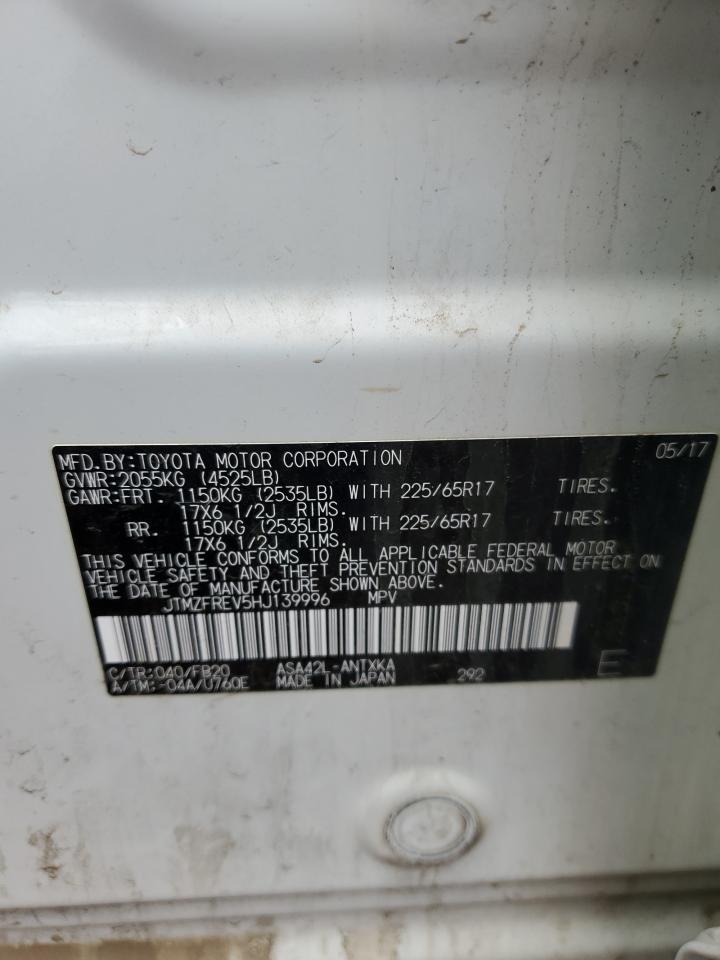 MFD.BY:TOYOTA MOTOR CORPORATION 05/17
GVWR:2055KG (4525LB)
GAWR:FRT. 1150KG (2535LB) WITH 225/65R17 TIRES.
17X6 1/2J RIMS.
RR. 1150KG (2535LB) WITH 225/65R17 TIRES.
17X6 1/2J RIMS.
THIS VEHICLE CONFORMS TO ALL APPLICABLE FEDERAL MOTOR
VEHICLE SAFETY AND THEFT PREVENTION STANDARDS IN EFFECT ON
THE DATE OF MANUFACTURE SHOWN ABOVE.
JTMZFREV5HJ139996 MPV
C/TR:040/FB20 ASA42L-ANTXKA
A/TM:-04A/U760E MADE IN JAPAN 292 E